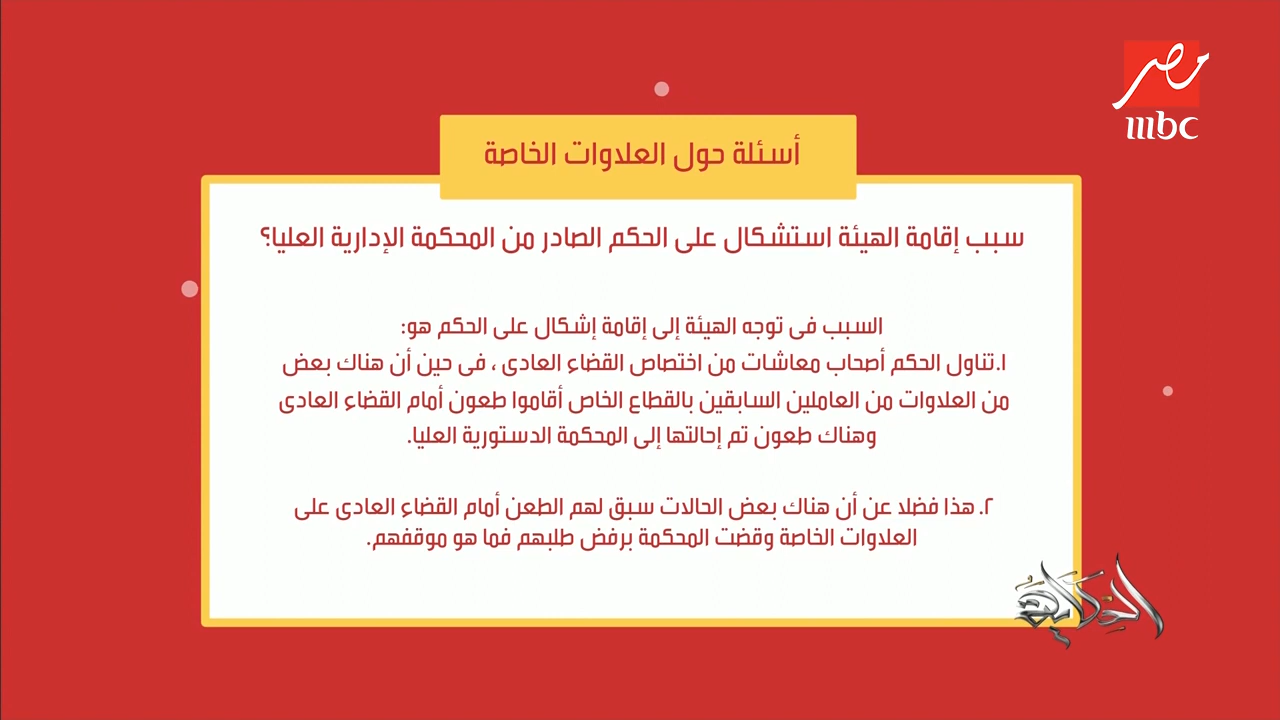 مصر
mbc
أسئلة حول العلاوات الخاصة
سبب إقامة الهيئة استشكال على الحكم الصادر من المحكمة الإدارية العليا؟
السبب فى توجه الهيئة إلى إقامة إشكال على الحكم هو:
١.تناول الحكم أصحاب معاشات من اختصاص القضاء العادى ، فى حين أن هناك بعض
من العلاوات من العاملين السابقين بالقطاع الخاص أقاموا طعون أمام القضاء العادى
وهناك طعون تم إحالتها إلى المحكمة الدستورية العليا.
٢. هذا فضلا عن أن هناك بعض الحالات سبق لهم الطعن أمام القضاء العادى على
العلاوات الخاصة وقضت المحكمة برفض طلبهم فما هو موقفهم.
الحكاية